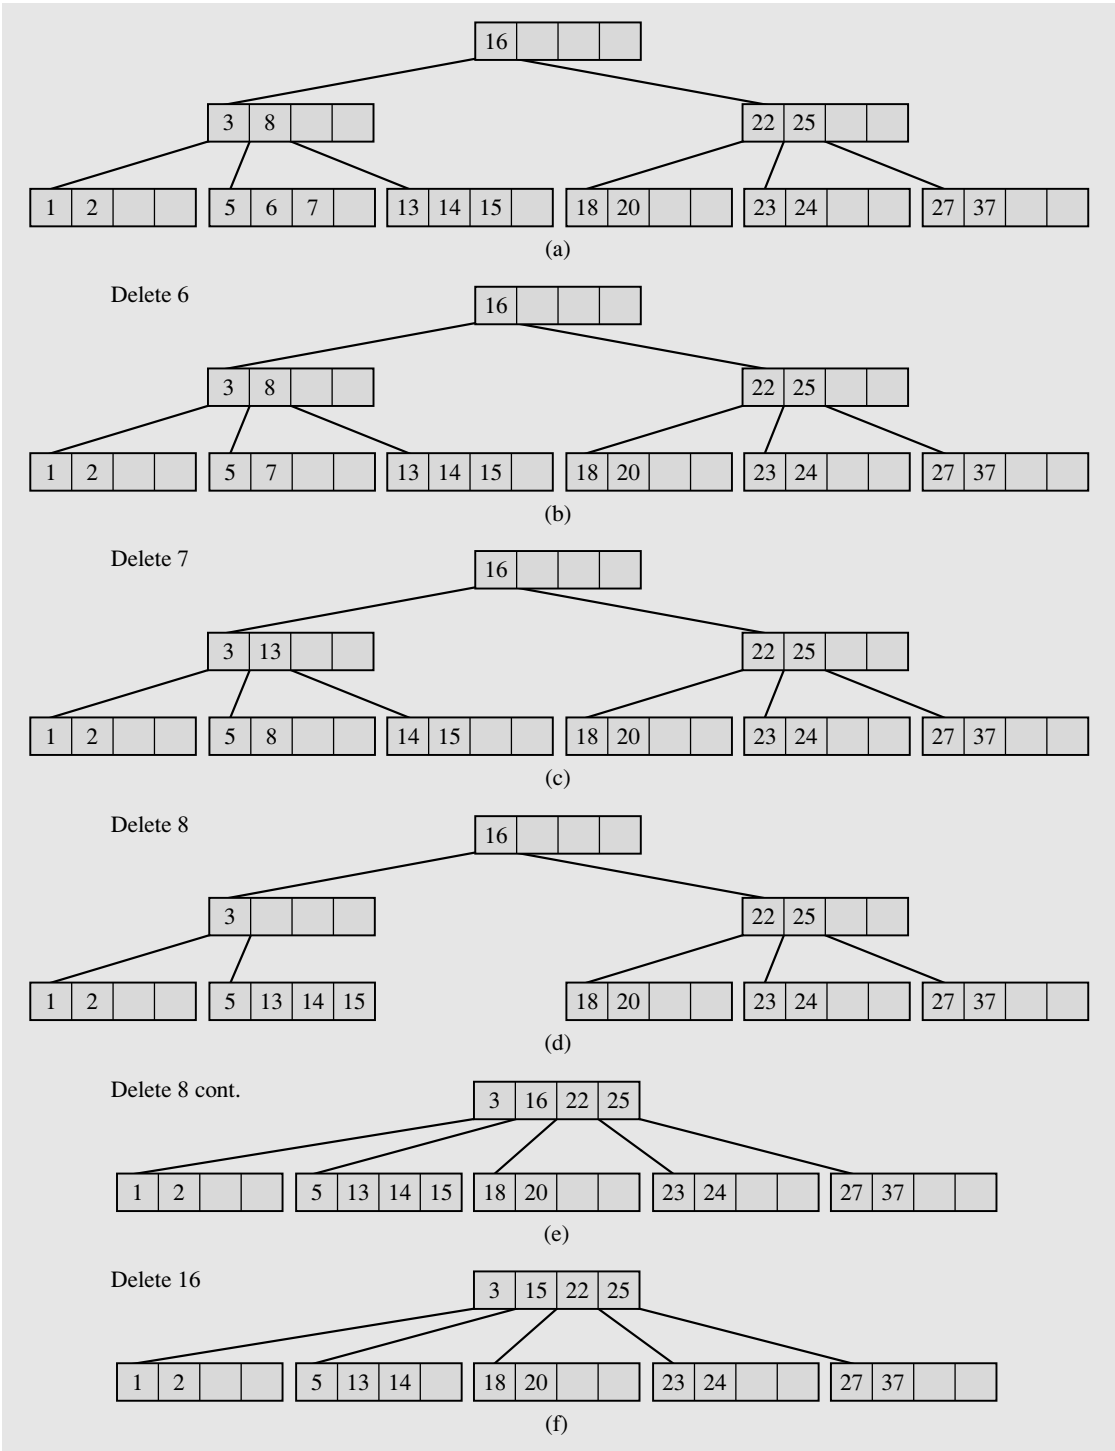 16
3 8 22 25
1 2 5 6 7 13 14 15 18 20 23 24 27 37
(a)
Delete 6
16
3 8 22 25
1 2 5 7 13 14 15 18 20 23 24 27 37
(b)
Delete 7
16
3 13 22 25
1 2 5 8 14 15 18 20 23 24 27 37
(c)
Delete 8
16
3 22 25
1 2 5 13 14 15 18 20 23 24 27 37
(d)
Delete 8 cont.
3 16 22 25
1 2 5 13 14 15 18 20 23 24 27 37
(e)
Delete 16
3 15 22 25
1 2 5 13 14 18 20 23 24 27 37
(f)